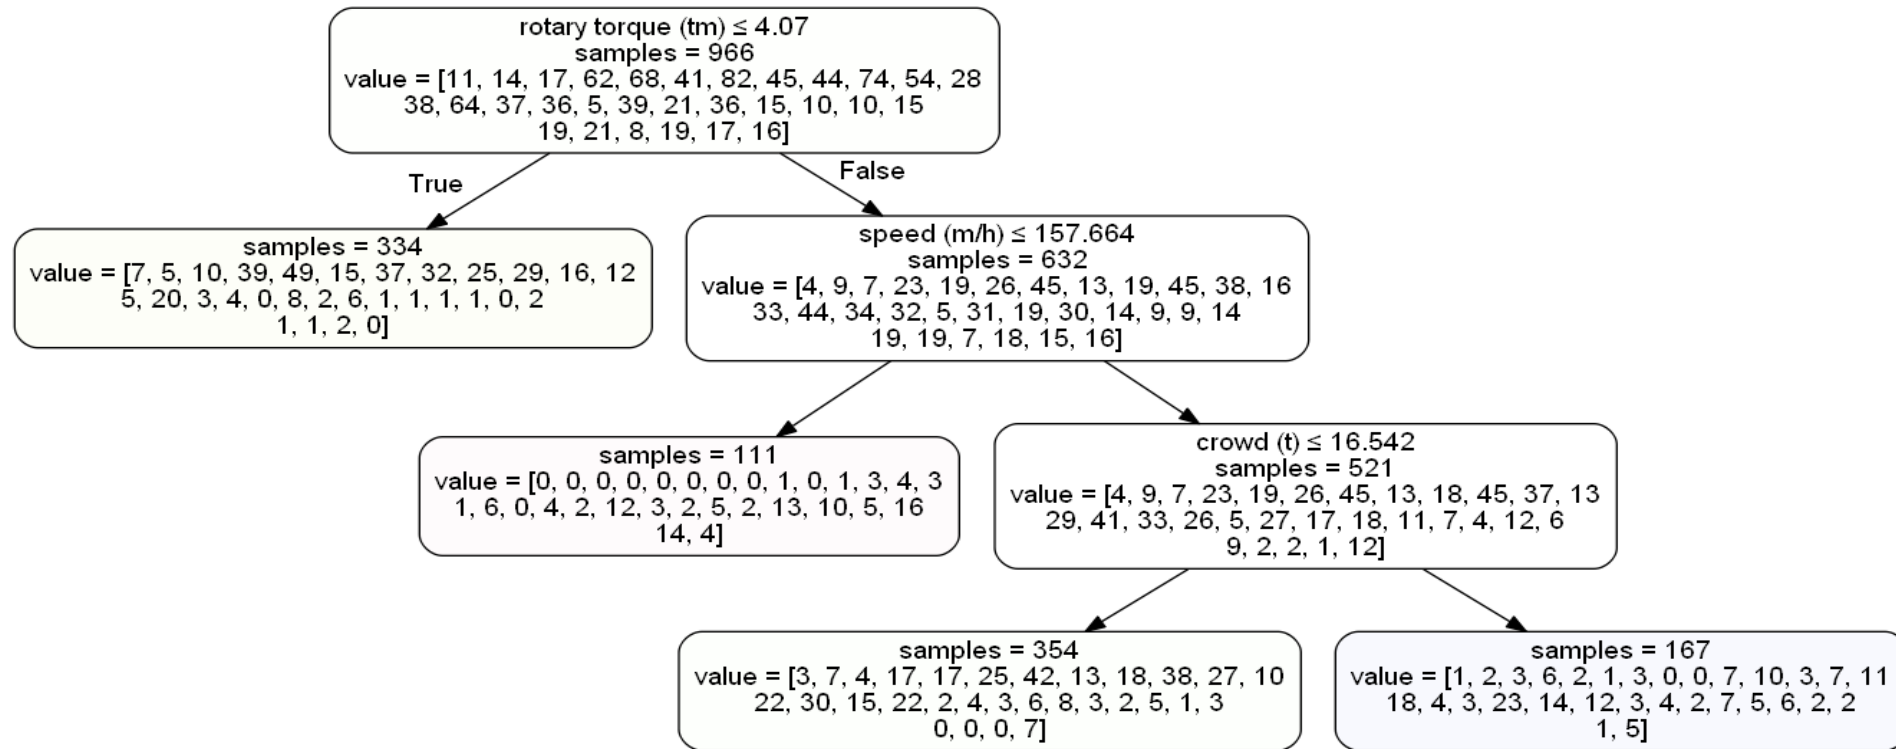 rotary torque (tm) ≤ 4.07
samples = 966
value = [11, 14, 17, 62, 68, 41, 82, 45, 44, 74, 54, 28
38, 64, 37, 36, 5, 39, 21, 36, 15, 10, 10, 15
19, 21, 8, 19, 17, 16]
True
False
samples = 334
value = [7, 5, 10, 39, 49, 15, 37, 32, 25, 29, 16, 12
5, 20, 3, 4, 0, 8, 2, 6, 1, 1, 1, 1, 0, 2
1, 1, 2, 0]
speed (m/h) ≤ 157.664
samples = 632
value = [4, 9, 7, 23, 19, 26, 45, 13, 19, 45, 38, 16
33, 44, 34, 32, 5, 31, 19, 30, 14, 9, 9, 14
19, 19, 7, 18, 15, 16]
samples = 111
value = [0, 0, 0, 0, 0, 0, 0, 0, 1, 0, 1, 3, 4, 3
1, 6, 0, 4, 2, 12, 3, 2, 5, 2, 13, 10, 5, 16
14, 4]
crowd (t) ≤ 16.542
samples = 521
value = [4, 9, 7, 23, 19, 26, 45, 13, 18, 45, 37, 13
29, 41, 33, 26, 5, 27, 17, 18, 11, 7, 4, 12, 6
9, 2, 2, 1, 12]
samples = 354
value = [3, 7, 4, 17, 17, 25, 42, 13, 18, 38, 27, 10
22, 30, 15, 22, 2, 4, 3, 6, 8, 3, 2, 5, 1, 3
0, 0, 0, 7]
samples = 167
value = [1, 2, 3, 6, 2, 1, 3, 0, 0, 7, 10, 3, 7, 11
18, 4, 3, 23, 14, 12, 3, 4, 2, 7, 5, 6, 2, 2
1, 5]